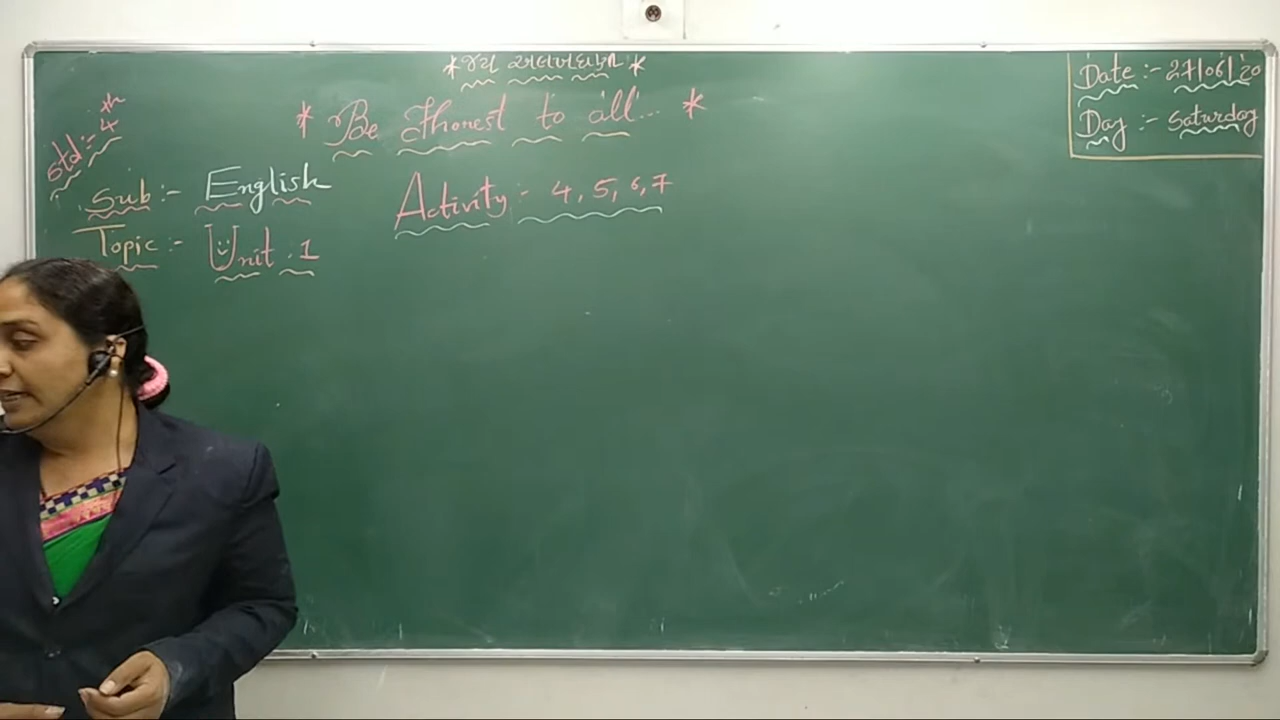 *જય સ્વામિનારાયણ*
* Be Honest to all... *
Date :- 27/06/20
Day :- Saturday
Std :- 4th
Sub :- English
Activity :- 4, 5, 6, 7
Topic :- Unit . 1